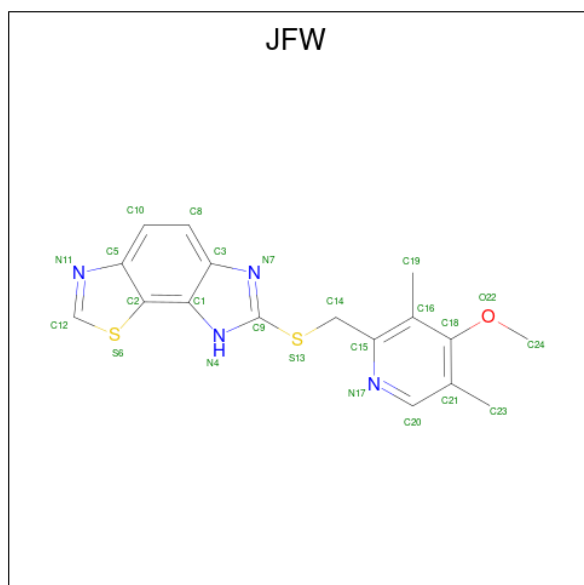 JFW
C10 C8
N11 C5 C3 N7
N C2 C1 N C14 C19 C16 O22
C12 S N C9 S C15 C18 O C24
S6 H S13
N4 N17 N C21 C23
C20